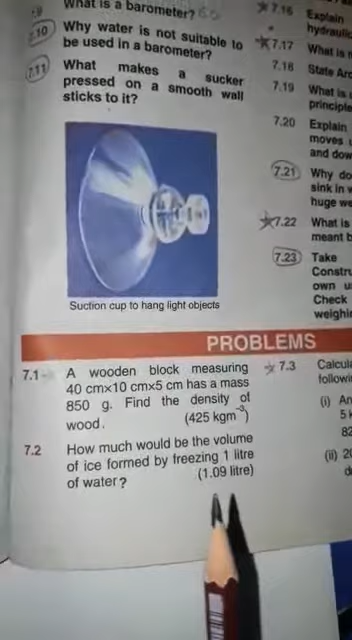 What is a barometer?
7.10 Why water is not suitable to
be used in a barometer?
7.11 What makes a sucker
pressed on a smooth wall
sticks to it?
Suction cup to hang light objects
7.16 Explain
hydraulic
7.17 What is
7.18 State Arc
7.19 What is
principle
7.20 Explain
moves
and dow
7.21 Why do
sink in
huge we
7.22 What is
meant b
7.23 Take
Constru
own
Check
weighin
PROBLEMS
7.1 A wooden block measuring
40 cm×10 cm×5 cm has a mass
850 g. Find the density of
wood. (425 kgm⁻³)
7.2 How much would be the volume
of ice formed by freezing 1 litre
of water? (1.09 litre)
7.3 Calcula
followi
(i) An
5
82
(ii) 20